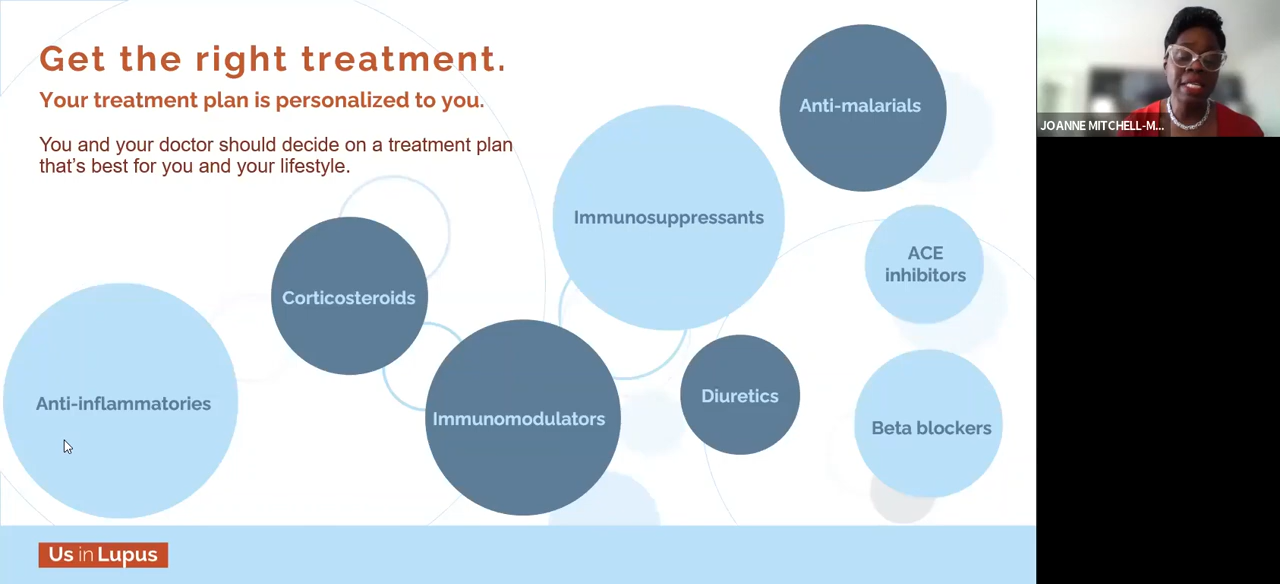 Get the right treatment.
Your treatment plan is personalized to you.
You and your doctor should decide on a treatment plan
that's best for you and your lifestyle.
Anti-malarials
Immunosuppressants
ACE
inhibitors
Corticosteroids
Anti-inflammatories
Immunomodulators
Diuretics
Beta blockers
Us in Lupus
JOANNE MITCHELL-M...